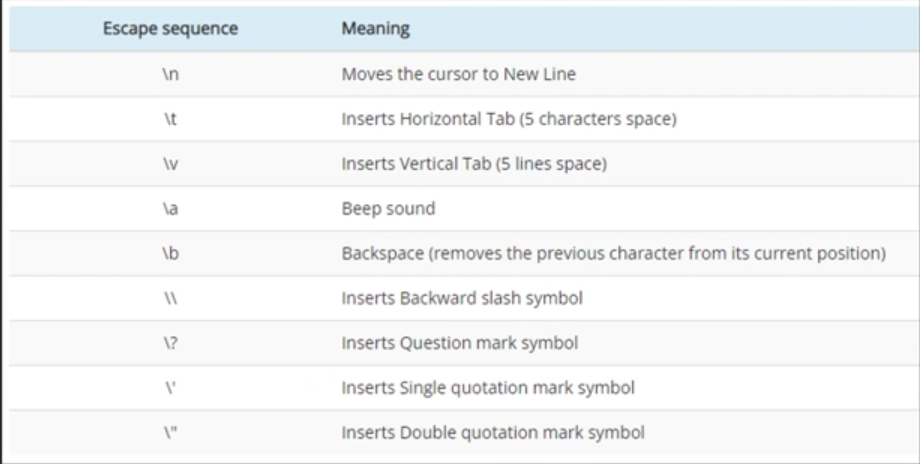 Escape sequence Meaning
\n Moves the cursor to New Line
\t Inserts Horizontal Tab (5 characters space)
\v Inserts Vertical Tab (5 lines space)
\a Beep sound
\b Backspace (removes the previous character from its current position)
\\ Inserts Backward slash symbol
\? Inserts Question mark symbol
\' Inserts Single quotation mark symbol
\" Inserts Double quotation mark symbol